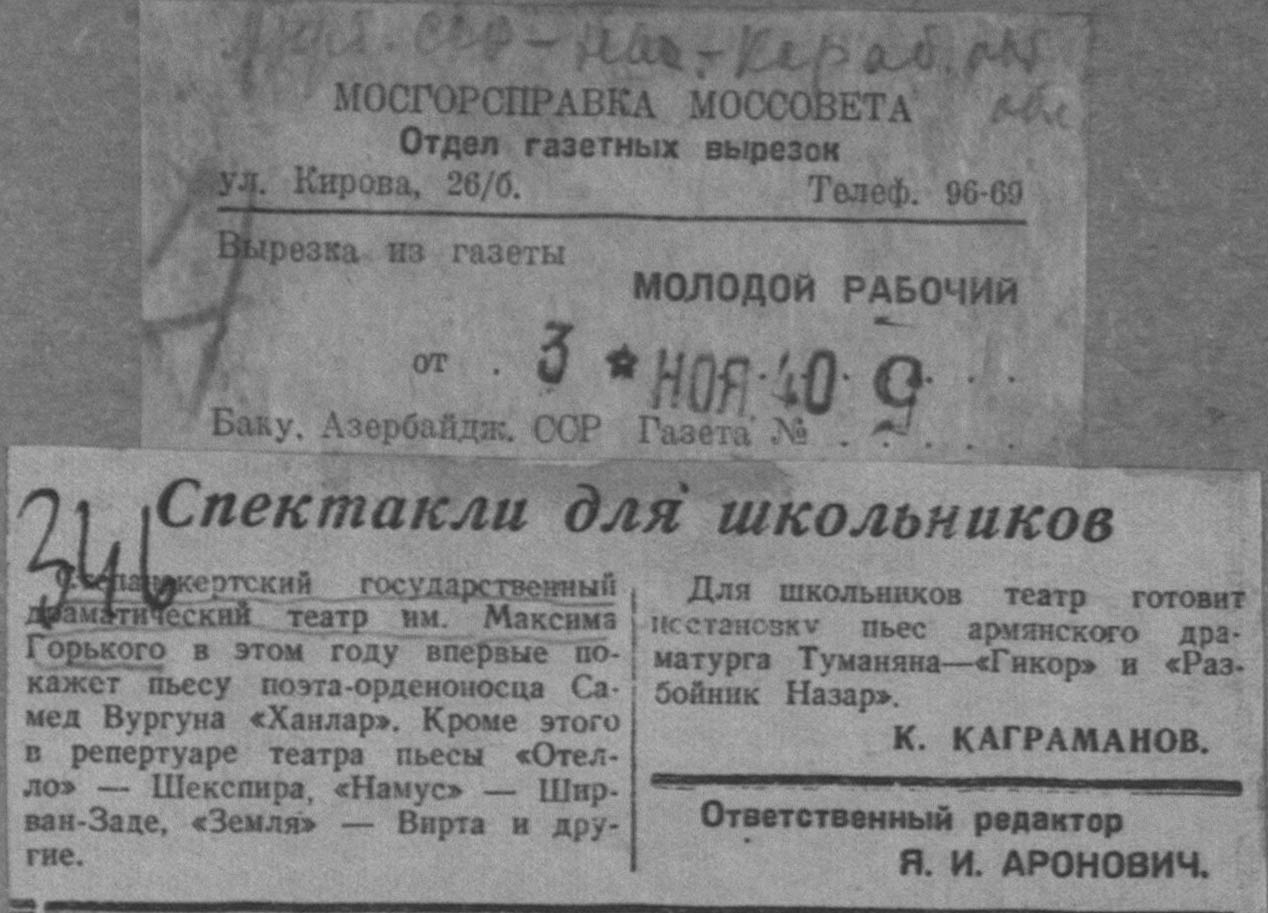 МОСГОРСПРАВКА МОССОВЕТА
Отдел газетных вырезок
ул. Кирова, 26/б. Телеф. 96-69
Вырезка из газеты
МОЛОДОЙ РАБОЧИЙ
от . 3 ★ НОЯ 40 . . .
Баку, Азербайдж. ССР Газета № . . . . .
346
Спектакли для школьников
Степанакертский государственный
драматический театр им. Максима
Горького в этом году впервые по-
кажет пьесу поэта-орденоносца Са-
мед Вургуна «Ханлар». Кроме этого
в репертуаре театра пьесы «Отел-
ло» — Шекспира, «Намус» — Шир-
ван-Заде, «Земля» — Вирта и дру-
гие.
Для школьников театр готовит
постановку пьес армянского дра-
матурга Туманяна—«Гикор» и «Раз-
бойник Назар».
К. КАГРАМАНОВ.
Ответственный редактор
Я. И. АРОНОВИЧ.